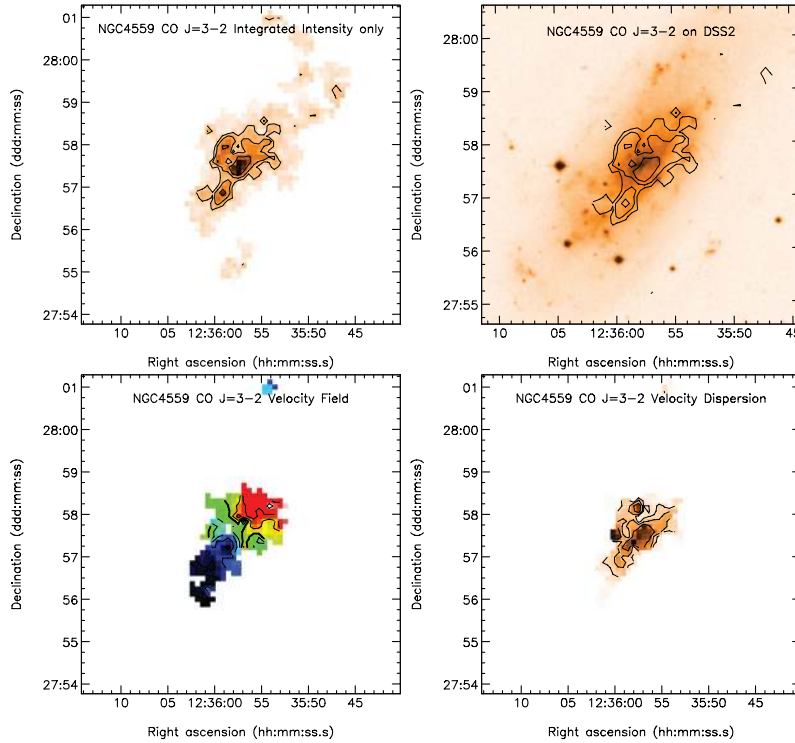 NGC4559 CO J=3-2 Integrated Intensity only
01
28:00
59
58
57
56
55
27:54
Declination (ddd:mm:ss)
10 05 12:36:00 55 35:50 45
Right ascension (hh:mm:ss.s)
NGC4559 CO J=3-2 on DSS2
28:00
59
58
57
56
27:55
Declination (ddd:mm:ss)
10 05 12:36:00 55 35:50 45
Right ascension (hh:mm:ss.s)
NGC4559 CO J=3-2 Velocity Field
01
28:00
59
58
57
56
55
27:54
Declination (ddd:mm:ss)
10 05 12:36:00 55 35:50 45
Right ascension (hh:mm:ss.s)
NGC4559 CO J=3-2 Velocity Dispersion
01
28:00
59
58
57
56
55
27:54
Declination (ddd:mm:ss)
10 05 12:36:00 55 35:50 45
Right ascension (hh:mm:ss.s)